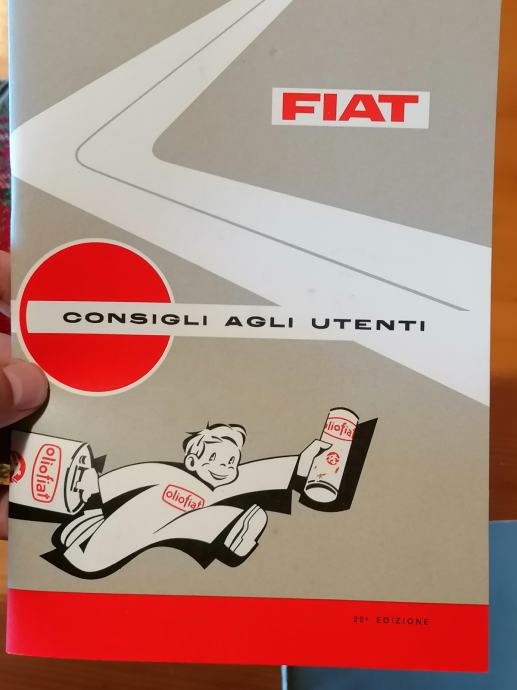 FIAT
CONSIGLI AGLI UTENTI
oliofiat
oliofiat
oliofiat
22ª EDIZIONE